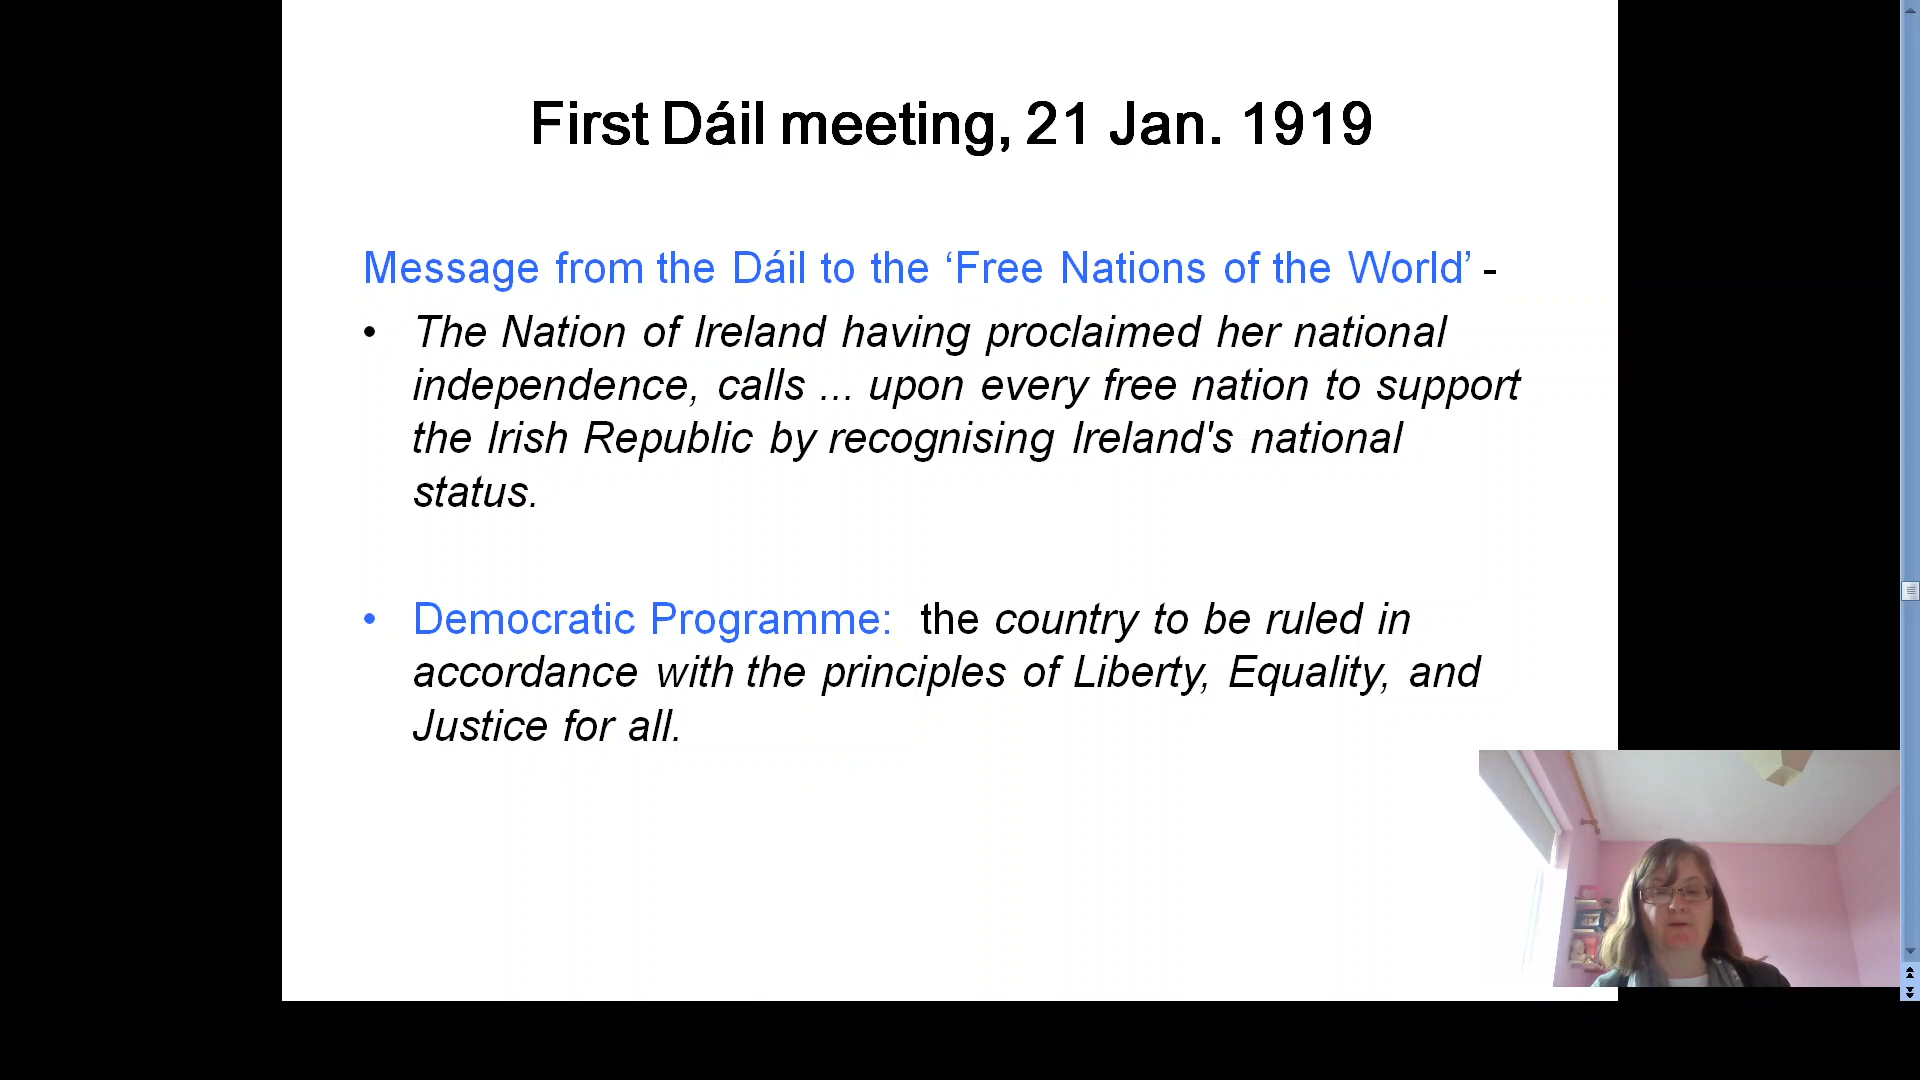 First Dáil meeting, 21 Jan. 1919
Message from the Dáil to the ‘Free Nations of the World’ -
• The Nation of Ireland having proclaimed her national
independence, calls ... upon every free nation to support
the Irish Republic by recognising Ireland's national
status.
• Democratic Programme:  the country to be ruled in
accordance with the principles of Liberty, Equality, and
Justice for all.